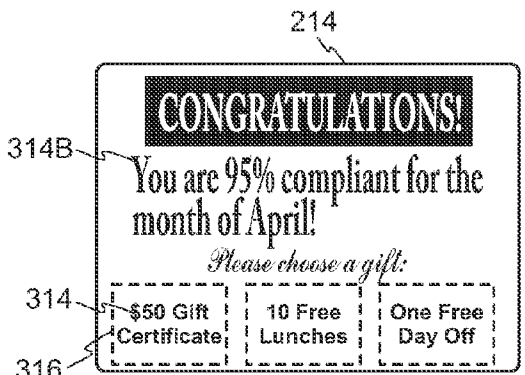 214
CONGRATULATIONS!
314B
You are 95% compliant for the
month of April!
Please choose a gift:
314
$50 Gift
Certificate
10 Free
Lunches
One Free
Day Off
316